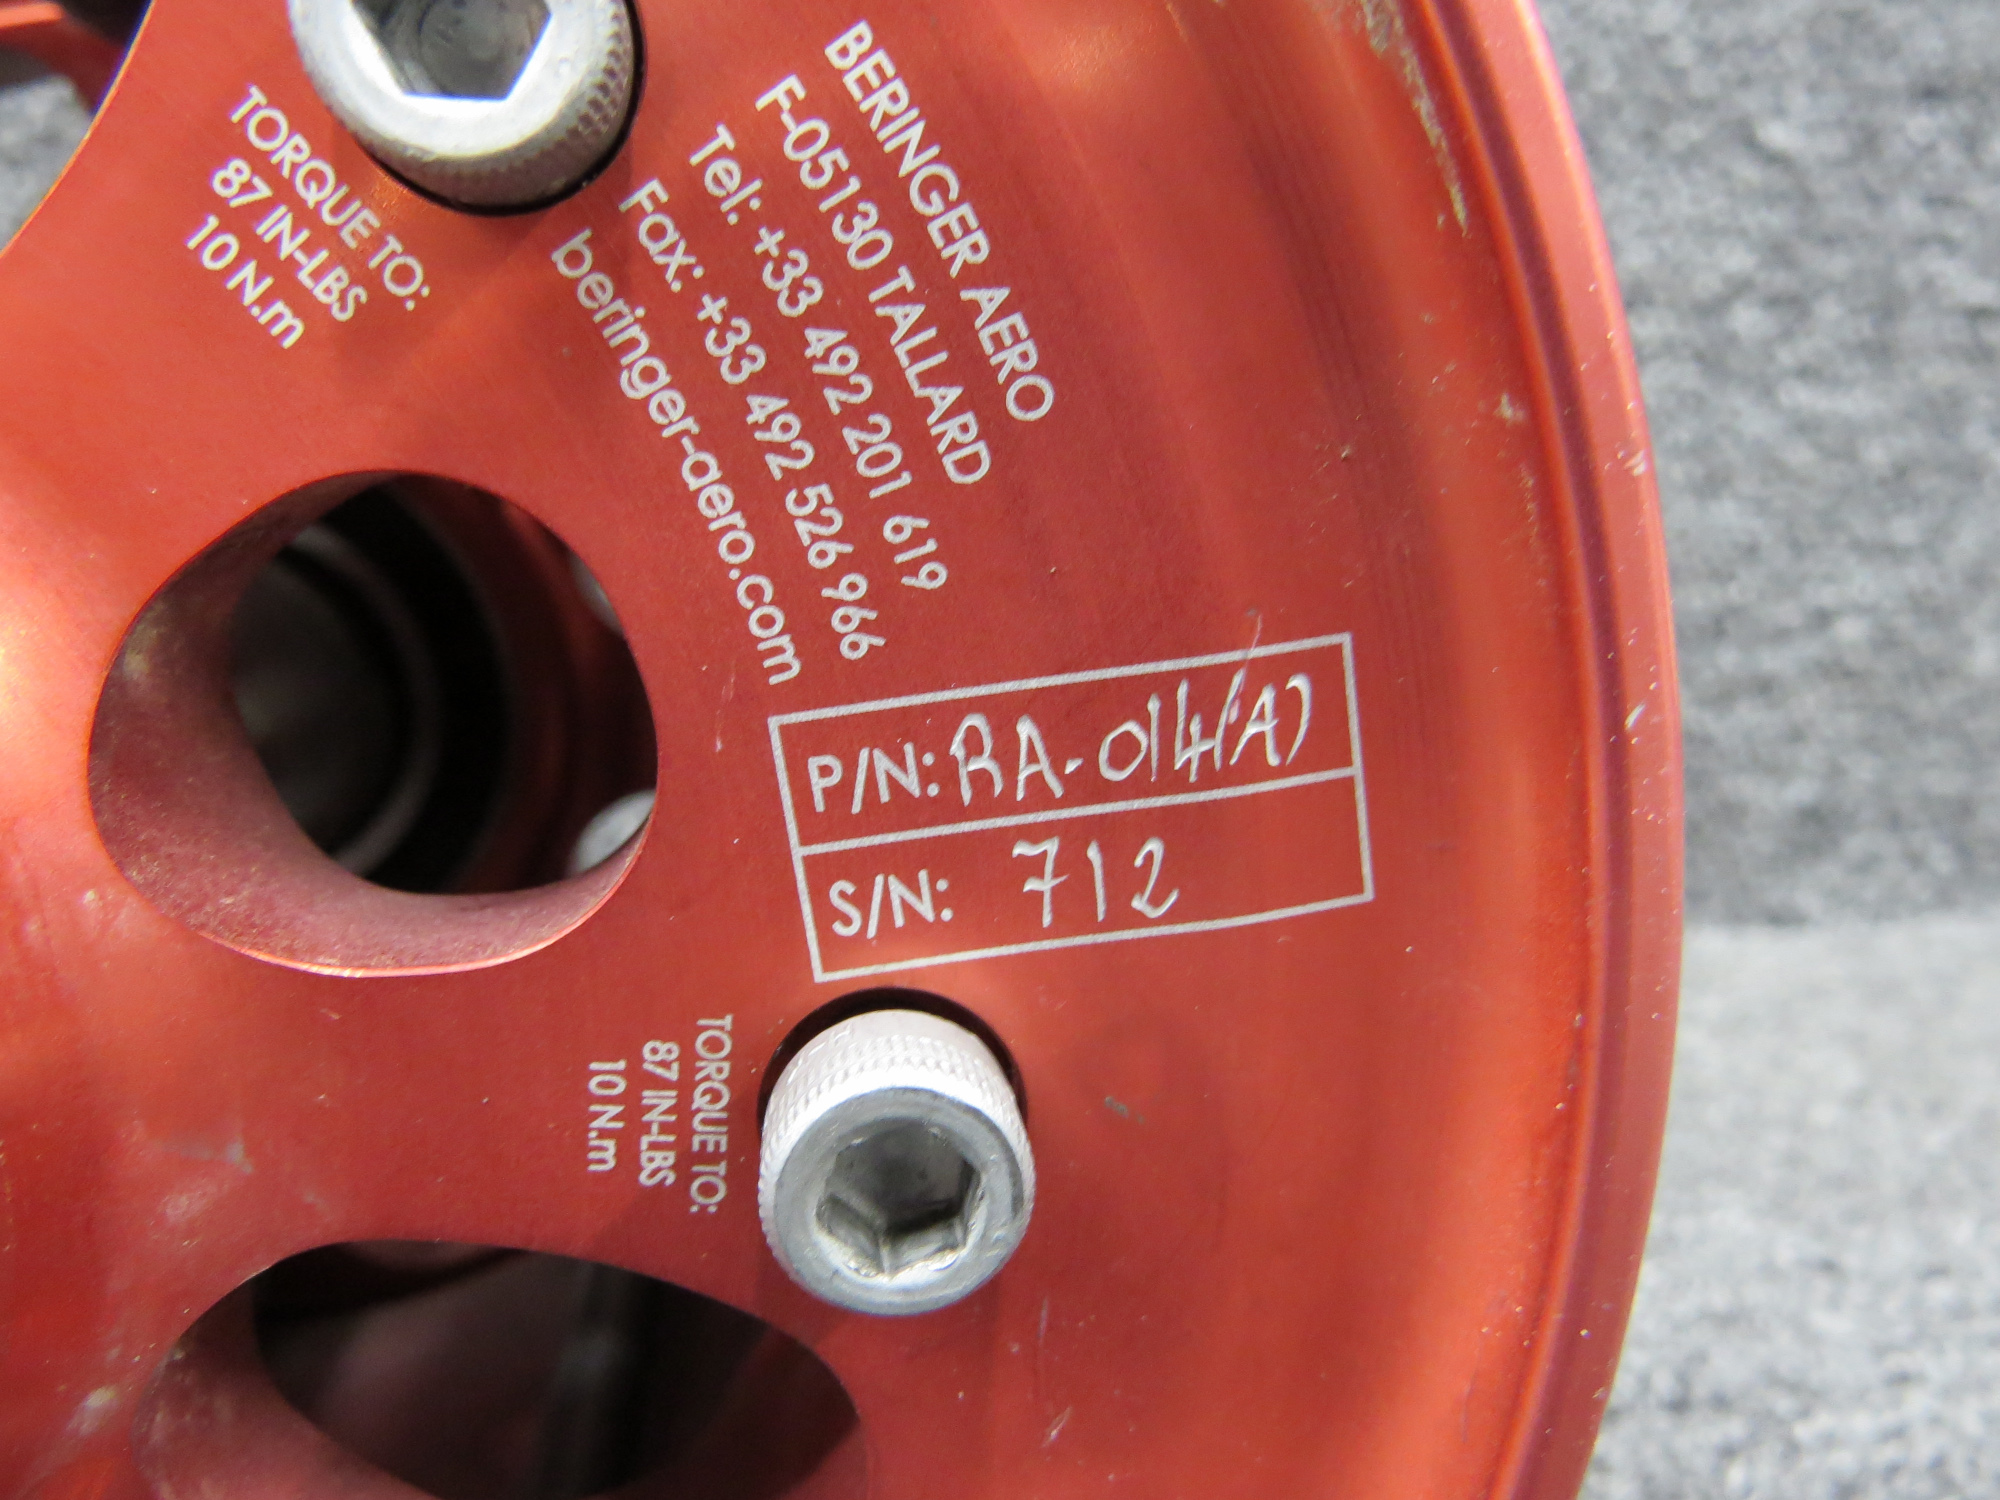 TORQUE TO:
87 IN-LBS
10 N.m
BERINGER AERO
F-05130 TALLARD
Tel: +33 492 201 619
Fax: +33 492 526 966
beringer-aero.com
P/N: RA-014(A)
S/N: 712
TORQUE TO:
87 IN-LBS
10 N.m